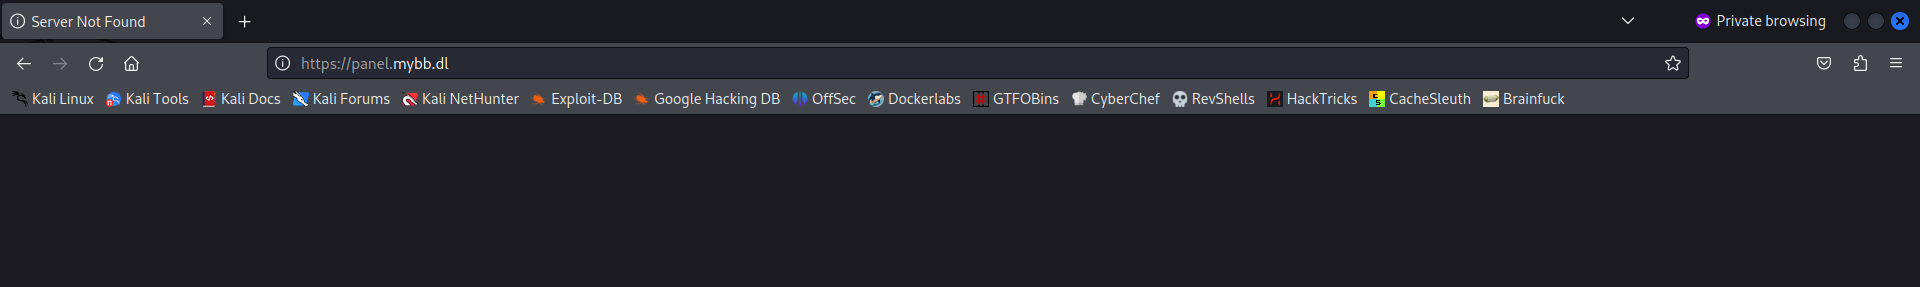 Server Not Found
Private browsing
https://panel.mybb.dl
Kali Linux Kali Tools Kali Docs Kali Forums Kali NetHunter Exploit-DB Google Hacking DB OffSec Dockerlabs GTFOBins CyberChef RevShells HackTricks CacheSleuth Brainfuck